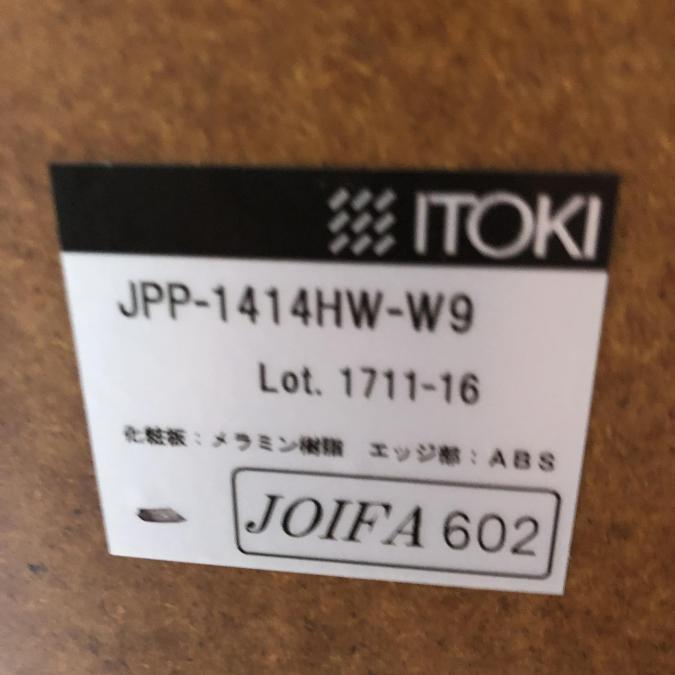 ITOKI
JPP-1414HW-W9
Lot. 1711-16
化粧板：メラミン樹脂 エッジ部：ABS
JOIFA 602